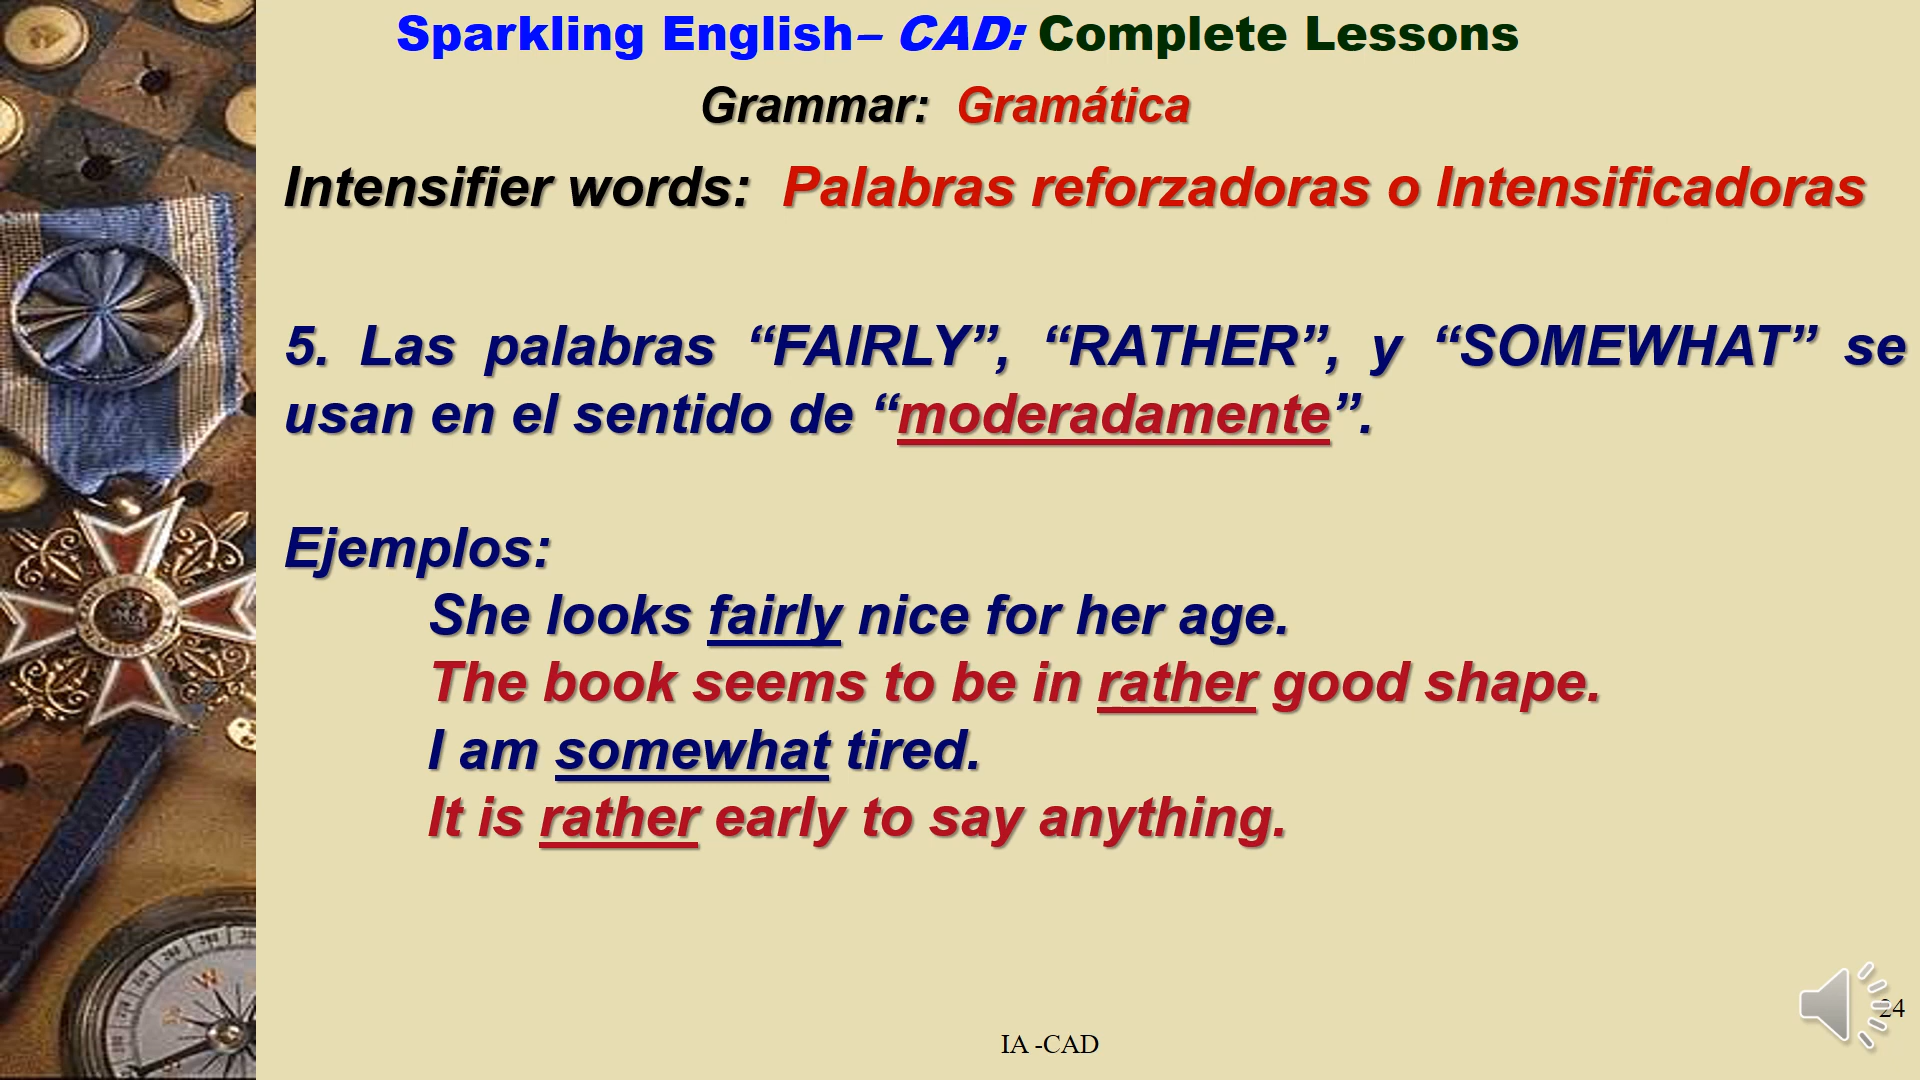 Sparkling English– CAD: Complete Lessons
Grammar: Gramática
Intensifier words: Palabras reforzadoras o Intensificadoras
5. Las palabras “FAIRLY”, “RATHER”, y “SOMEWHAT” se
usan en el sentido de “moderadamente”.
Ejemplos:
She looks fairly nice for her age.
The book seems to be in rather good shape.
I am somewhat tired.
It is rather early to say anything.
24
IA -CAD